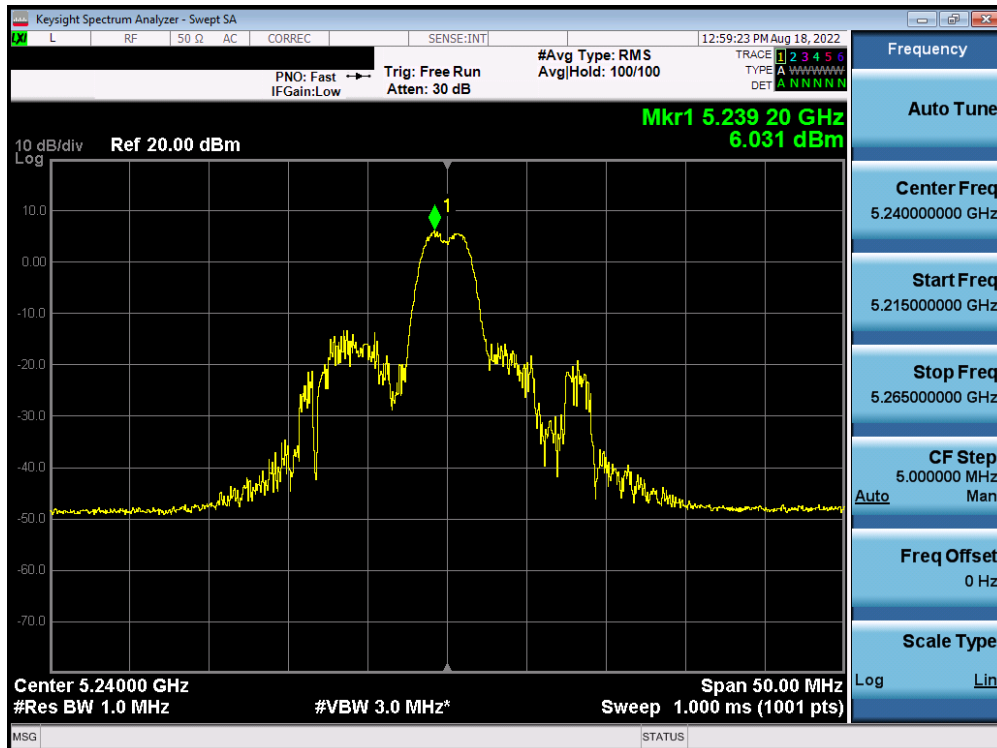 Keysight Spectrum Analyzer - Swept SA
LXI L RF 50 Ω AC CORREC SENSE:INT 12:59:23 PM Aug 18, 2022
PNO: Fast
IFGain:Low
Trig: Free Run
Atten: 30 dB
#Avg Type: RMS
Avg|Hold: 100/100
TRACE 1 2 3 4 5 6
TYPE A WWWWW
DET A N N N N N
Mkr1 5.239 20 GHz
6.031 dBm
10 dB/div Ref 20.00 dBm
Log
1
10.0
0.00
-10.0
-20.0
-30.0
-40.0
-50.0
-60.0
-70.0
Center 5.24000 GHz Span 50.00 MHz
#Res BW 1.0 MHz #VBW 3.0 MHz* Sweep 1.000 ms (1001 pts)
MSG STATUS
Frequency
Auto Tune
Center Freq
5.240000000 GHz
Start Freq
5.215000000 GHz
Stop Freq
5.265000000 GHz
CF Step
5.000000 MHz
Auto Man
Freq Offset
0 Hz
Scale Type
Log Lin